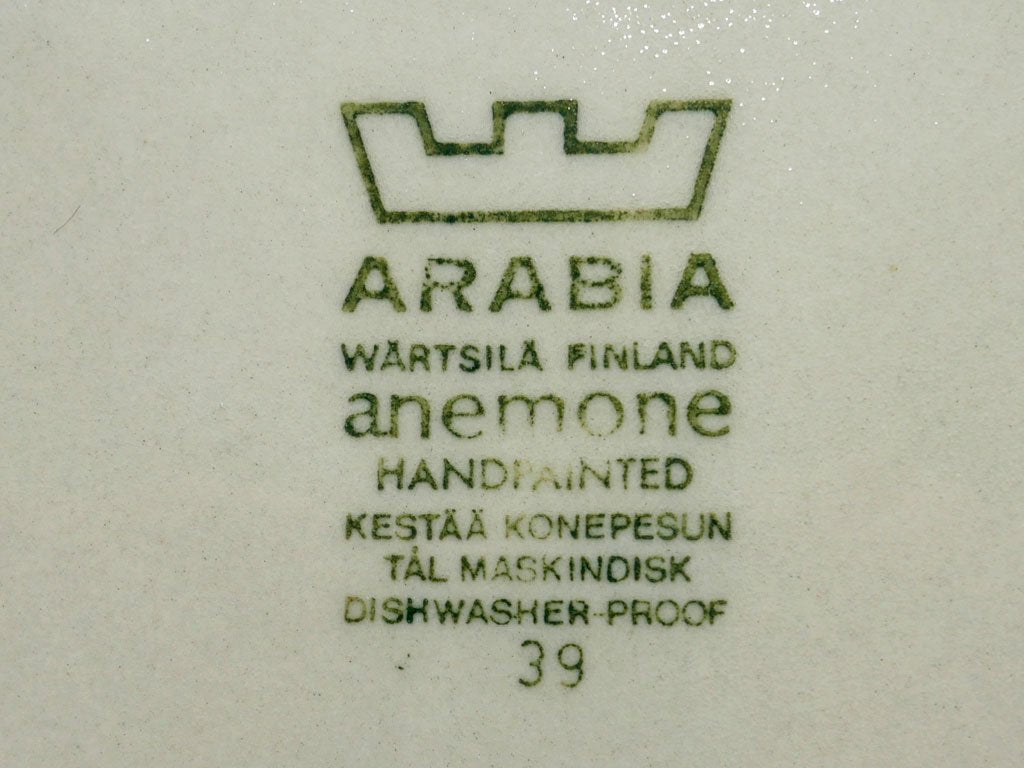 ARABIA
WÄRTSILÄ FINLAND
anemone
HANDPAINTED
KESTÄÄ KONEPESUN
TÅL MASKINDISK
DISHWASHER-PROOF
39